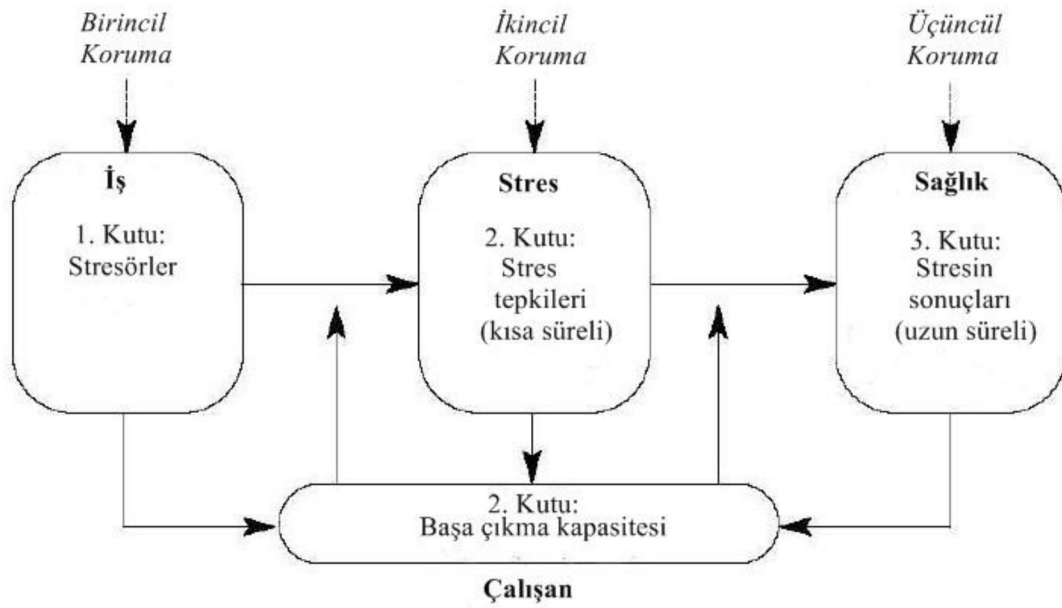 Birincil
Koruma
İkincil
Koruma
Üçüncül
Koruma
İş
1. Kutu:
Stresörler
Stres
2. Kutu:
Stres
tepkileri
(kısa süreli)
Sağlık
3. Kutu:
Stresin
sonuçları
(uzun süreli)
2. Kutu:
Başa çıkma kapasitesi
Çalışan